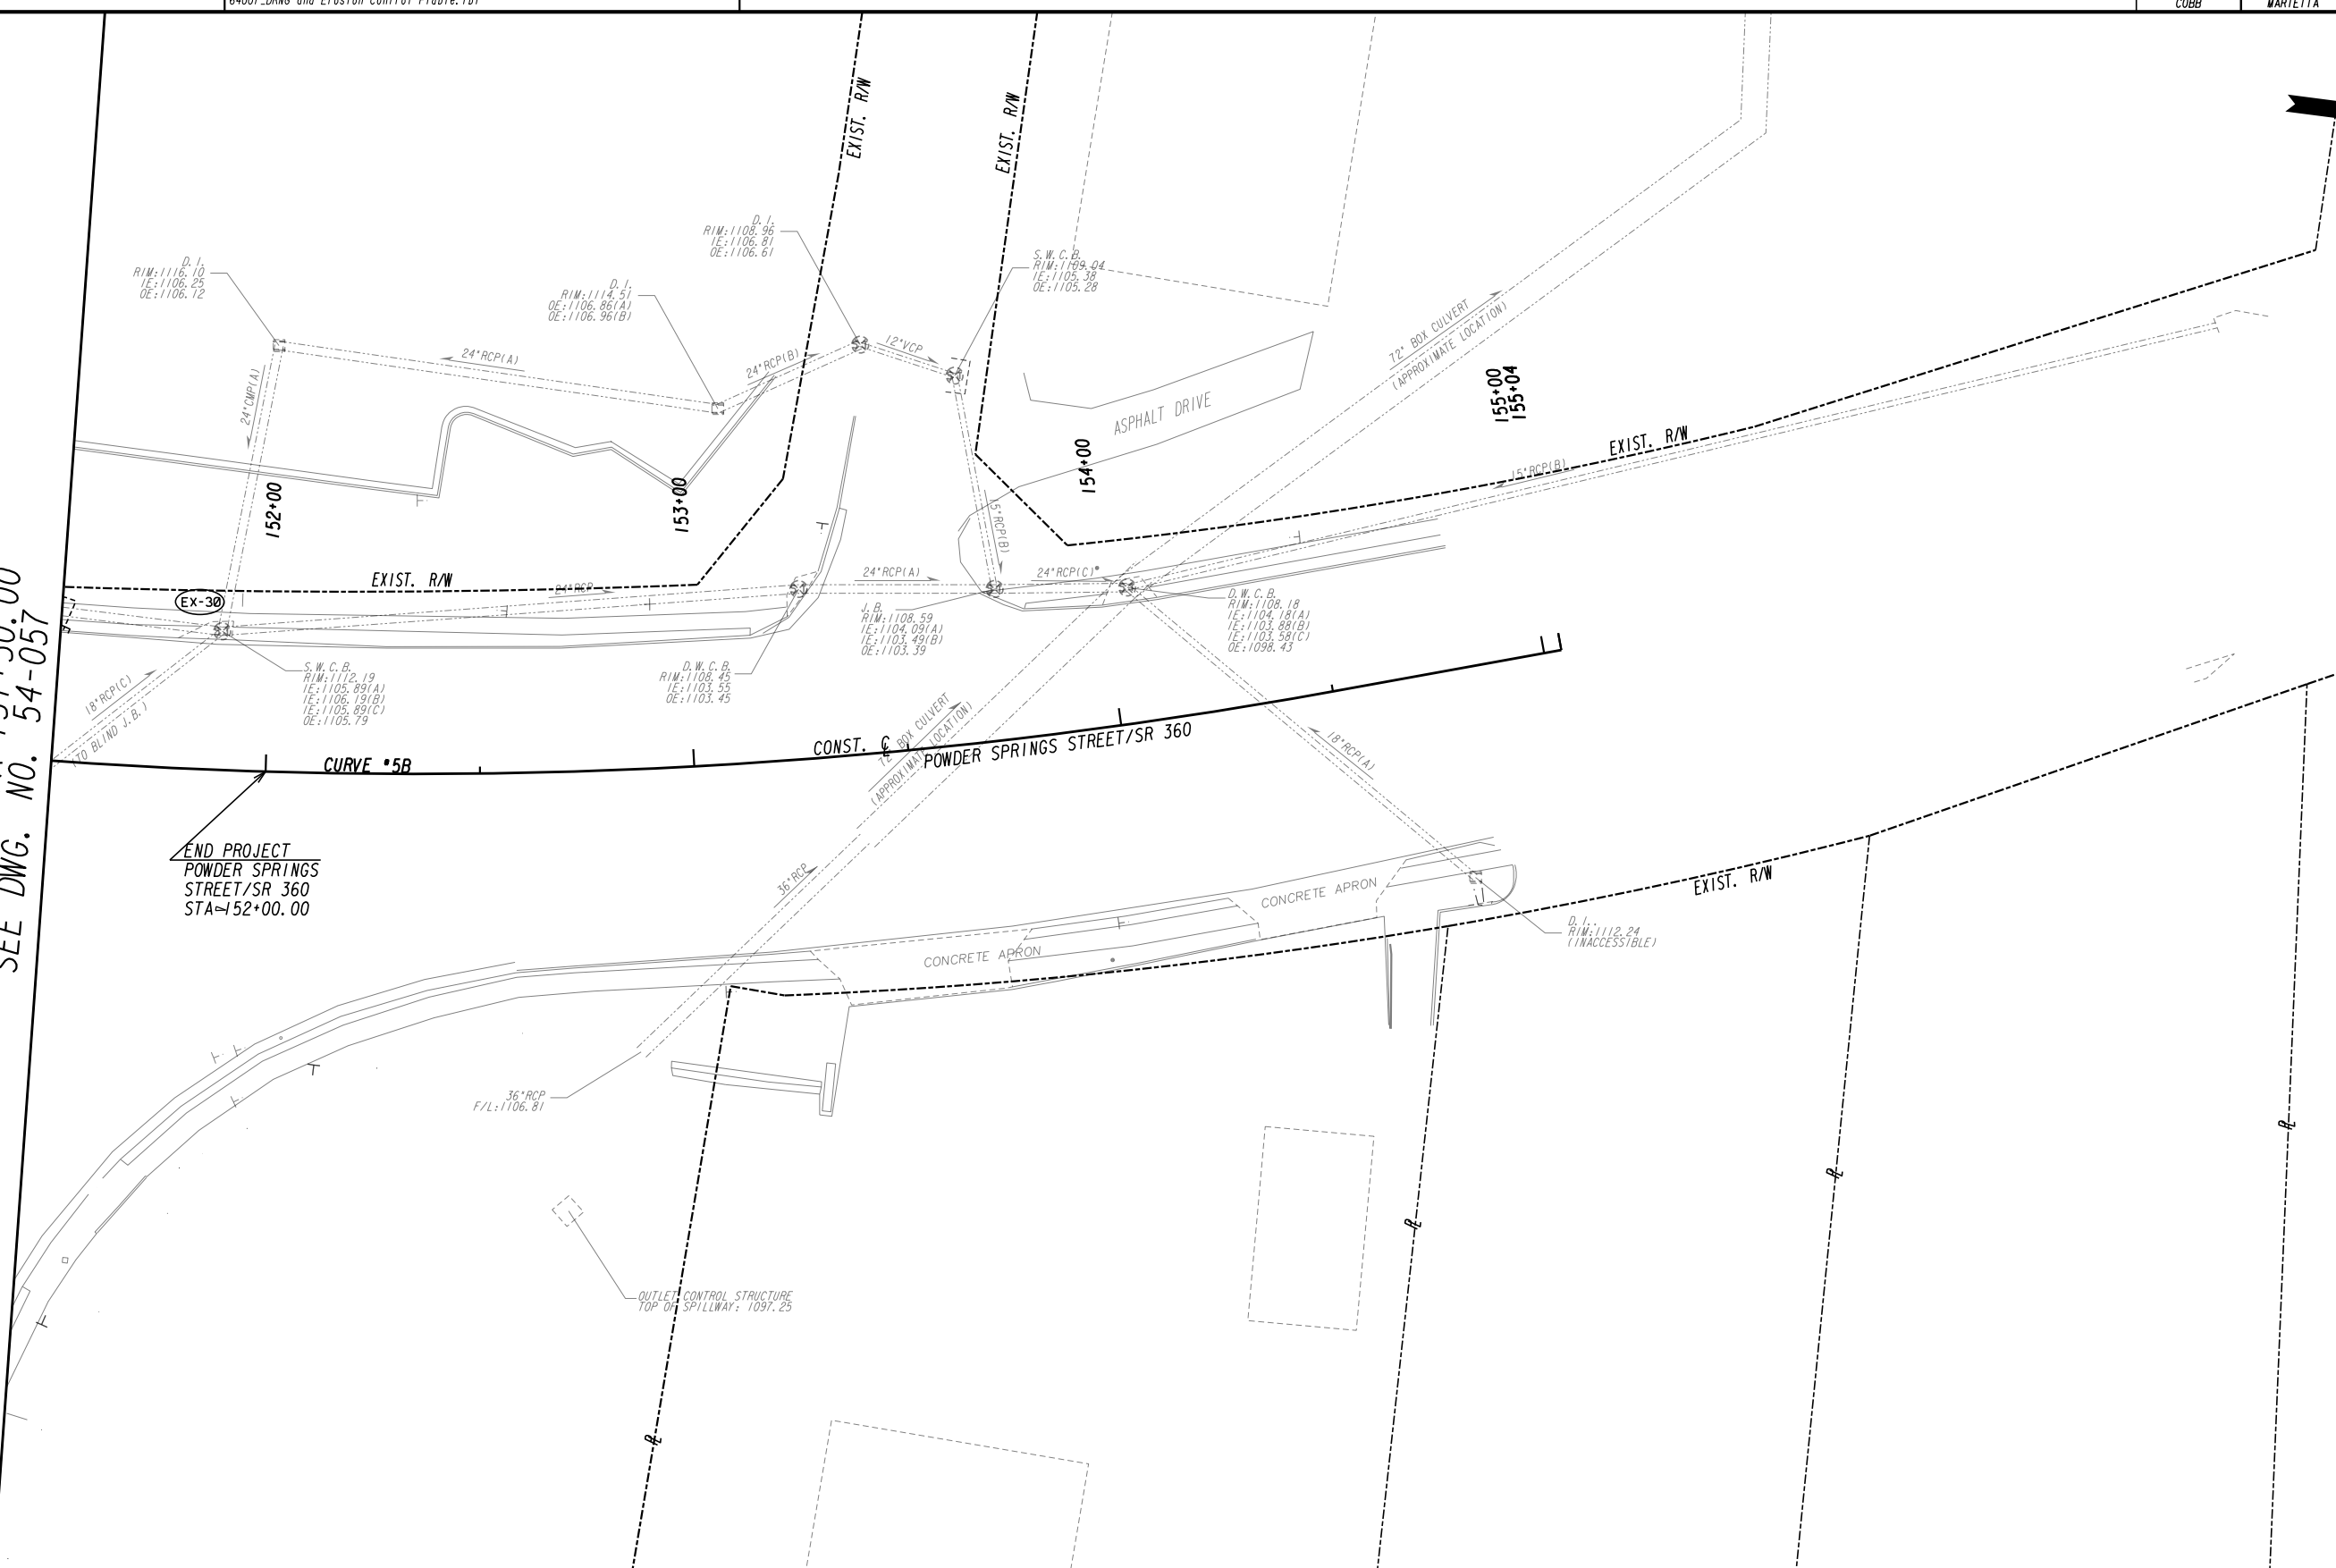 COBB
MARIETTA
EXIST. R/W
EXIST. R/W
D.I.
RIM:1108.96
IE:1106.81
OE:1106.61
S.W.C.B.
RIM:1109.04
IE:1105.38
OE:1105.28
D.I.
RIM:1116.10
IE:1106.25
OE:1106.12
D.I.
RIM:1114.51
OE:1106.86(A)
OE:1106.96(B)
24"RCP(A)
24"RCP(B)
12"VCP
24"CMP(A)
72" BOX CULVERT
(APPROXIMATE LOCATION)
ASPHALT DRIVE
155+00
155+04
154+00
153+00
152+00
EXIST. R/W
15"RCP(B)
15"RCP(B)
EXIST. R/W
24"RCP
24"RCP(A)
24"RCP(C)
EX-30
J.B.
RIM:1108.59
IE:1104.09(A)
IE:1103.49(B)
OE:1103.39
D.W.C.B.
RIM:1108.18
IE:1104.18(A)
IE:1103.88(B)
IE:1103.58(C)
OE:1098.43
S.W.C.B.
RIM:1112.19
IE:1105.89(A)
IE:1106.19(B)
IE:1105.89(C)
OE:1105.79
D.W.C.B.
RIM:1108.45
IE:1103.55
OE:1103.45
18"RCP(C)
(TO BLIND J.B.)
SEE DWG. NO. 54-057
CURVE #5B
CONST. ℄
POWDER SPRINGS STREET/SR 360
72" BOX CULVERT
(APPROXIMATE LOCATION)
18"RCP(A)
END PROJECT
POWDER SPRINGS
STREET/SR 360
STA 152+00.00
36"RCP
CONCRETE APRON
CONCRETE APRON
EXIST. R/W
D.I.
RIM:1112.24
(INACCESSIBLE)
36"RCP
F/L:1106.81
OUTLET CONTROL STRUCTURE
TOP OF SPILLWAY: 1097.25
PL
PL
PL
PL